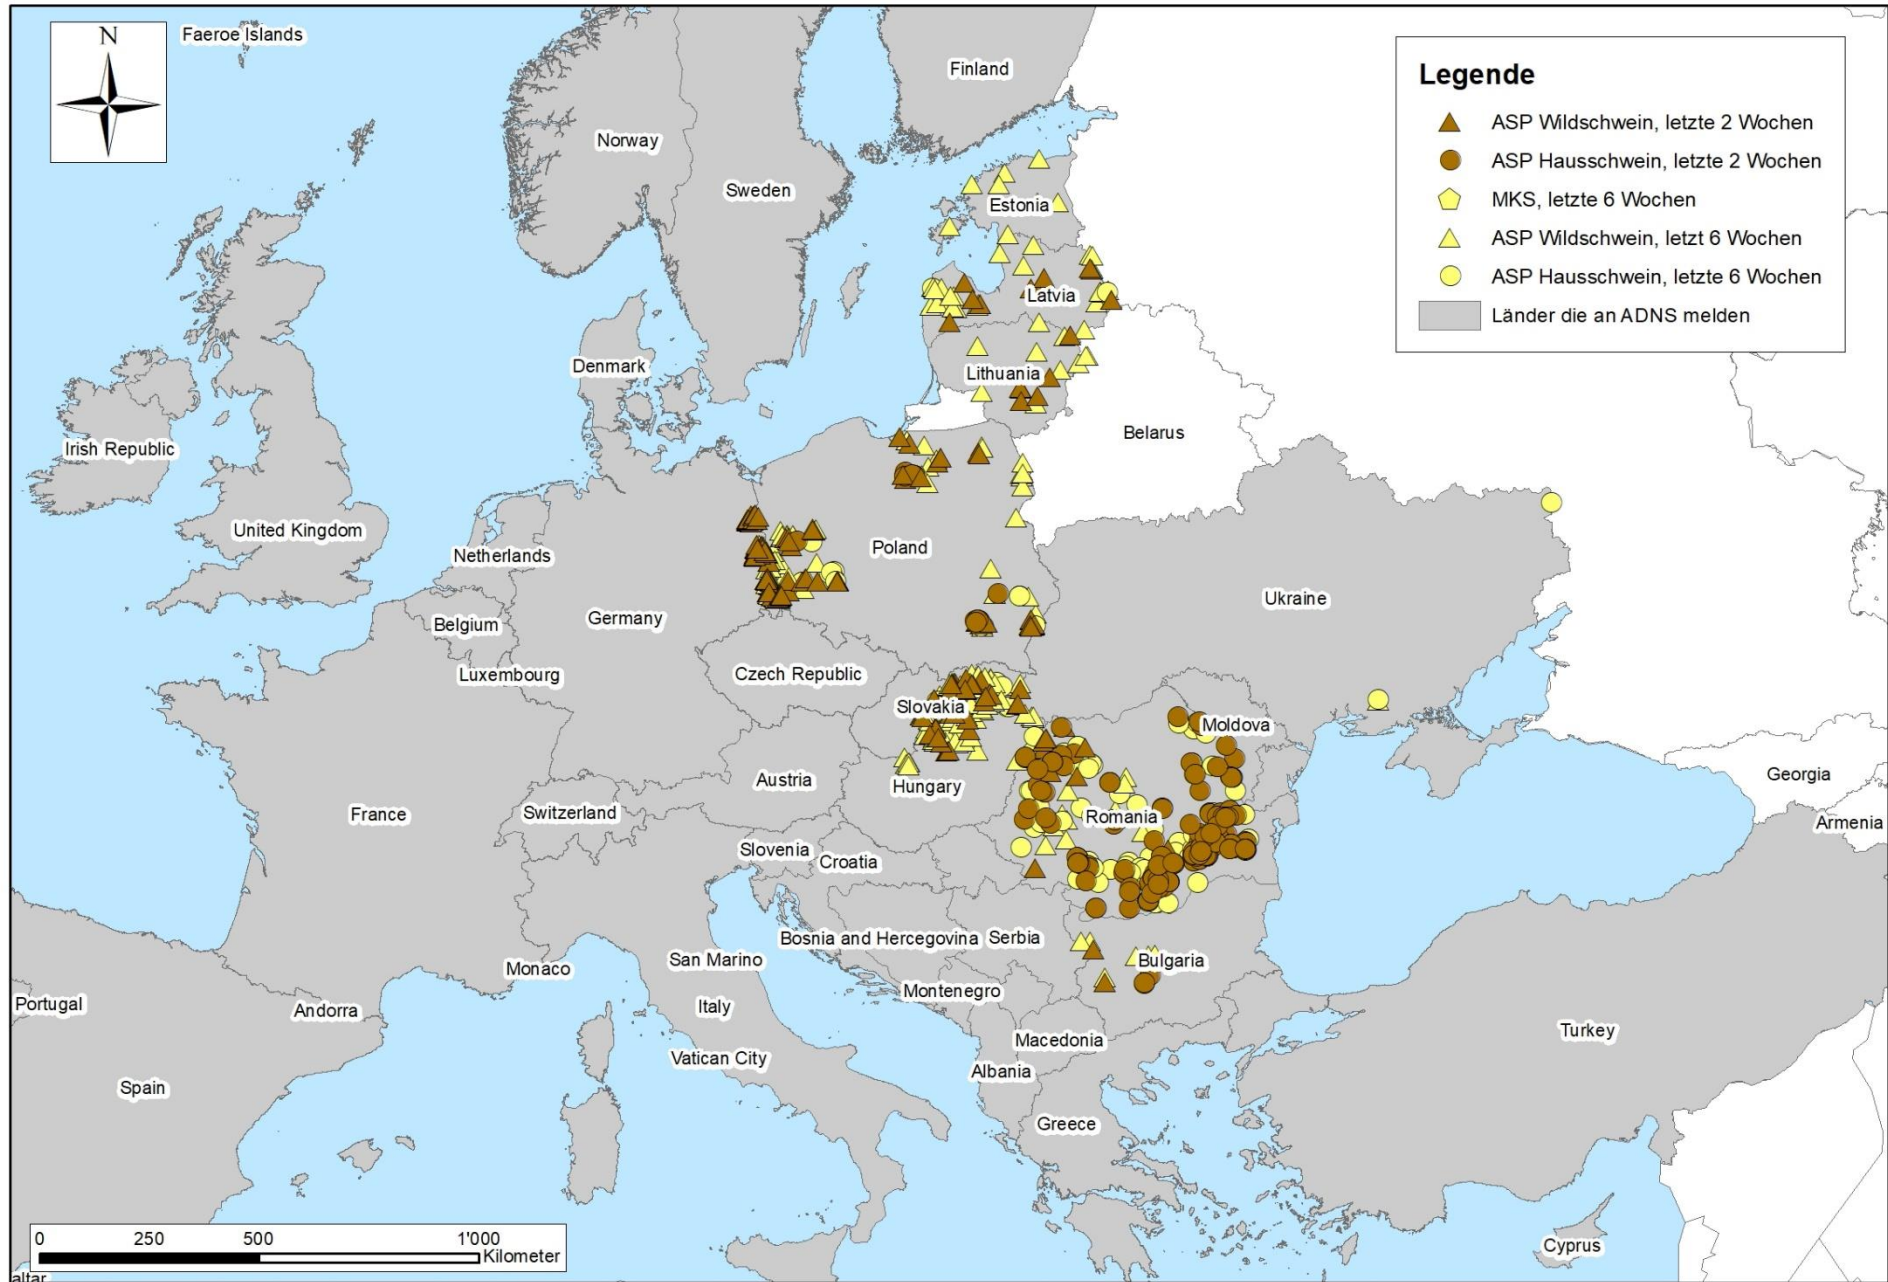 N
Faeroe Islands
Finland
Norway
Sweden
Estonia
Latvia
Lithuania
Denmark
Irish Republic
United Kingdom
Netherlands
Belarus
Poland
Belgium
Germany
Ukraine
Luxembourg
Czech Republic
Slovakia
Moldova
Austria
Hungary
France
Switzerland
Romania
Georgia
Armenia
Slovenia
Croatia
Bosnia and Hercegovina
Serbia
Bulgaria
San Marino
Monaco
Montenegro
Portugal
Andorra
Italy
Macedonia
Turkey
Vatican City
Albania
Spain
Greece
Cyprus
Legende
ASP Wildschwein, letzte 2 Wochen
ASP Hausschwein, letzte 2 Wochen
MKS, letzte 6 Wochen
ASP Wildschwein, letzt 6 Wochen
ASP Hausschwein, letzte 6 Wochen
Länder die an ADNS melden
0 250 500 1'000
Kilometer
altar